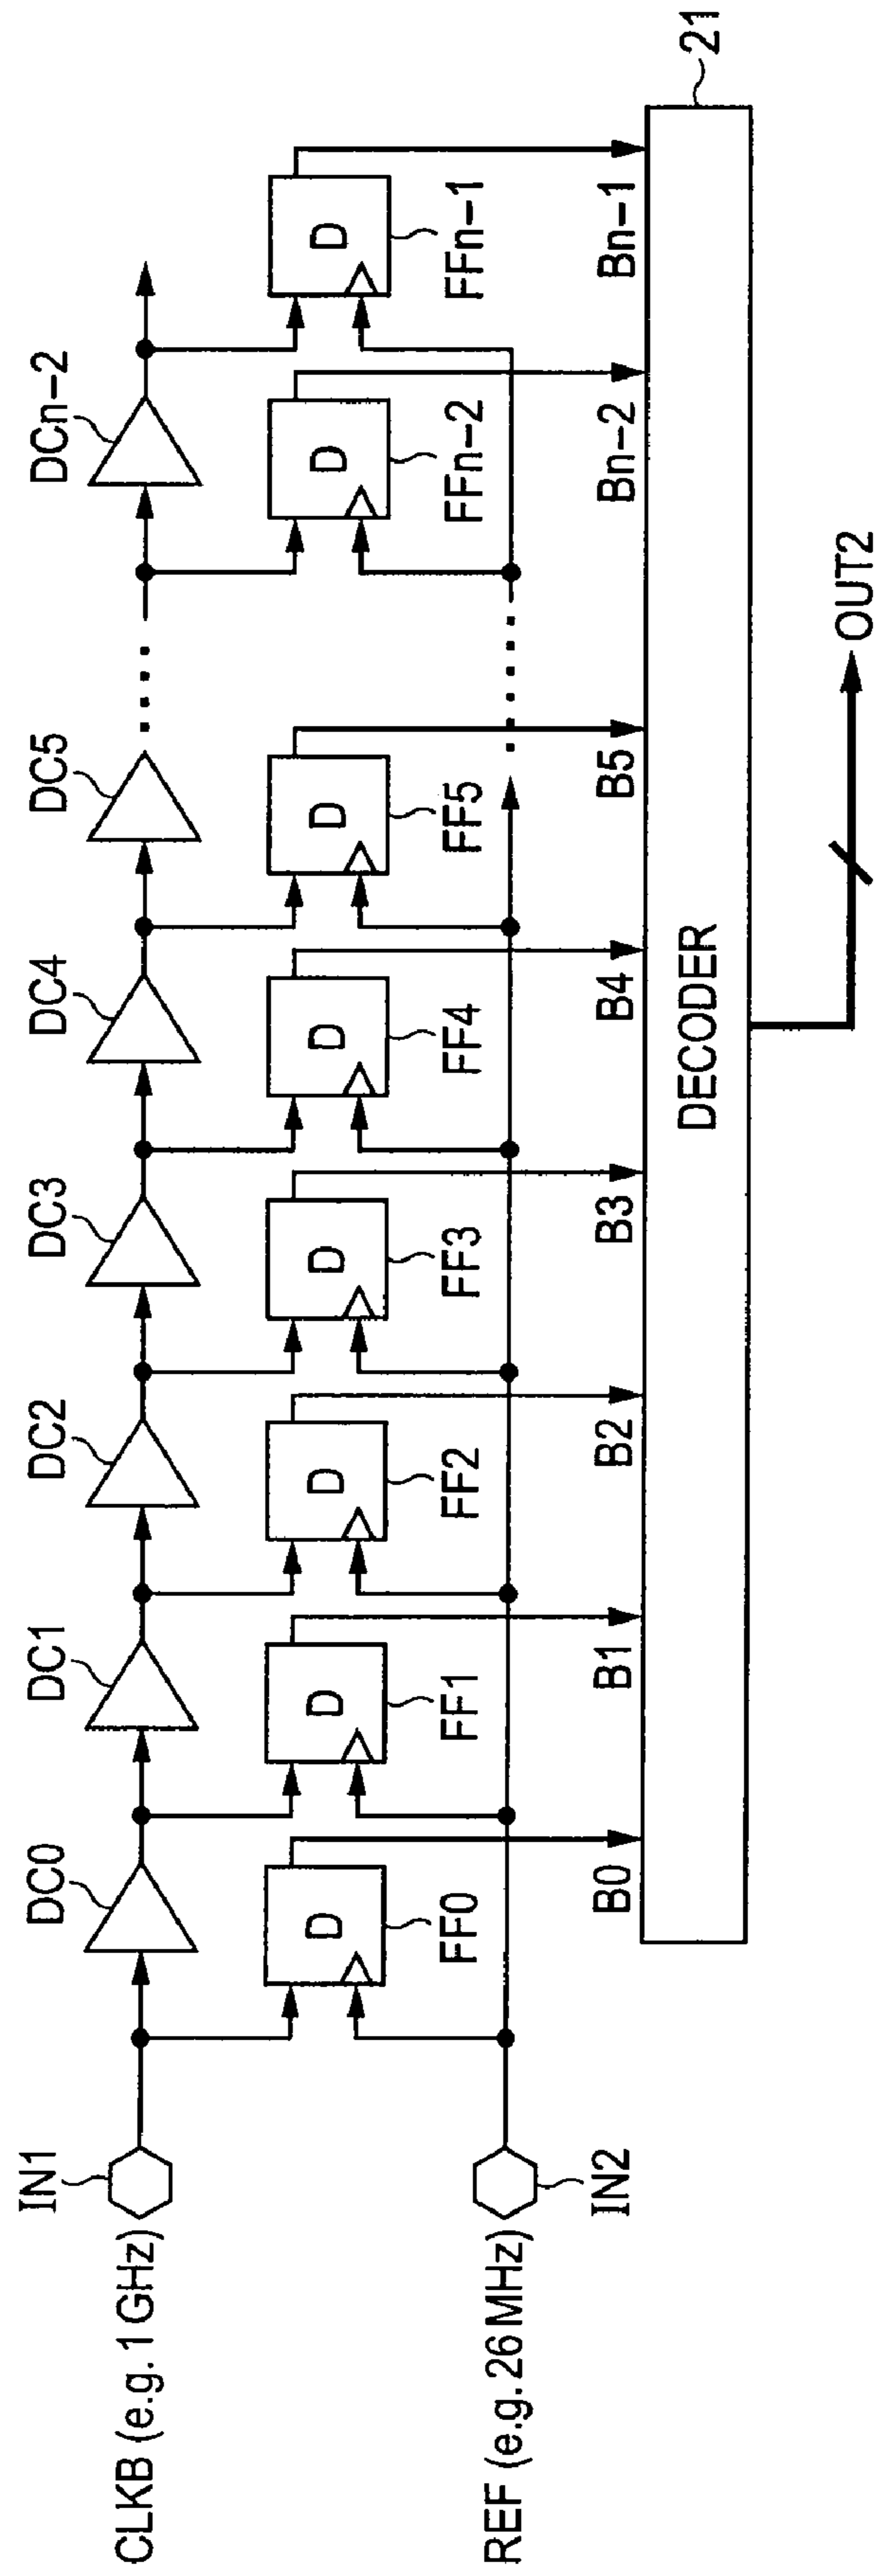 DC0 DC1 DC2 DC3 DC4 DC5 DCn-2
IN1
CLKB (e.g. 1 GHz)
D D D D D D D D
FF0 FF1 FF2 FF3 FF4 FF5 FFn-2 FFn-1
REF (e.g. 26 MHz)
IN2
B0 B1 B2 B3 B4 B5 Bn-2 Bn-1
DECODER
21
OUT2